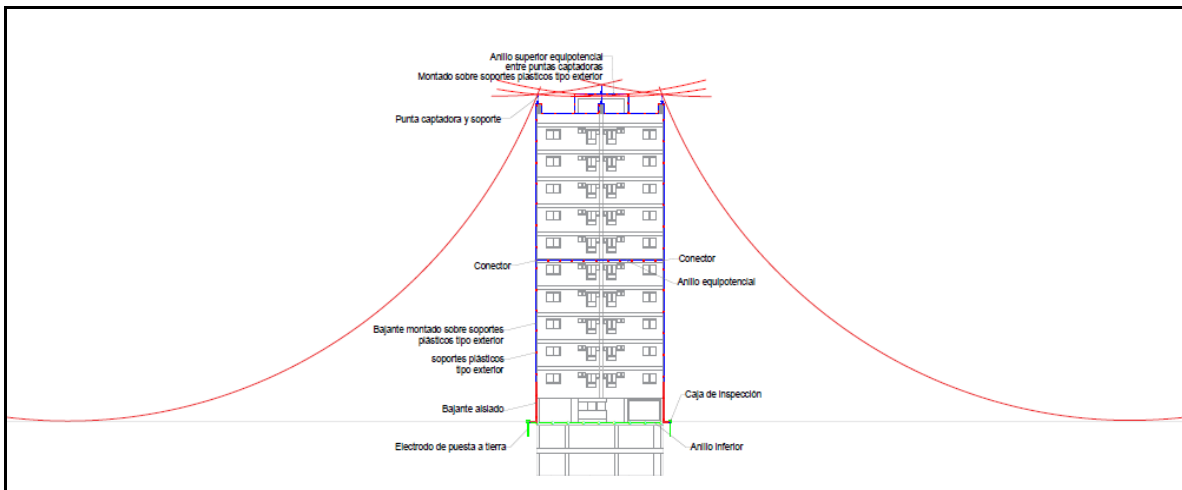 Anillo superior equipotencial
entre puntas captadoras
Montado sobre soportes plásticos tipo exterior
Punta captadora y soporte
Conector
Conector
Anillo equipotencial
Bajante montado sobre soportes
plásticos tipo exterior
soportes plásticos
tipo exterior
Bajante aislado
Caja de inspección
Electrodo de puesta a tierra
Anillo inferior